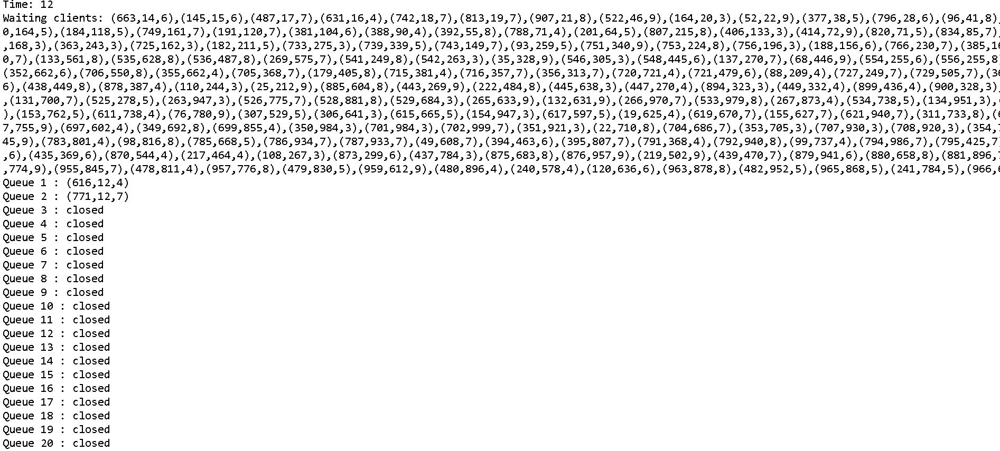 Time: 12
Waiting clients: (663,14,6),(145,15,6),(487,17,7),(631,16,4),(742,18,7),(813,19,7),(907,21,8),(522,46,9),(164,20,3),(52,22,9),(377,38,5),(796,28,6),(96,41,8)
0,164,5),(184,118,5),(749,161,7),(191,120,7),(381,104,6),(388,90,4),(392,55,8),(788,71,4),(201,64,5),(807,215,8),(406,133,3),(414,72,9),(820,71,5),(834,85,7)
,168,3),(363,243,3),(725,162,3),(182,211,5),(733,275,3),(739,339,5),(743,149,7),(93,259,5),(751,340,9),(753,224,8),(756,196,3),(188,156,6),(766,230,7),(385,16
0,7),(133,561,8),(535,628,8),(536,487,8),(269,575,7),(541,249,8),(542,263,3),(35,328,9),(546,305,3),(548,445,6),(137,270,7),(68,446,9),(554,255,6),(556,255,8
(352,662,6),(706,550,8),(355,662,4),(705,368,7),(179,405,8),(715,381,4),(716,357,7),(356,313,7),(720,721,4),(721,479,6),(88,209,4),(727,249,7),(729,505,7),(36
6),(438,449,8),(878,387,4),(110,244,3),(25,212,9),(885,604,8),(443,269,9),(222,484,8),(445,638,3),(447,270,4),(894,323,3),(449,332,4),(899,436,4),(900,328,3)
,(131,700,7),(525,278,5),(263,947,3),(526,775,7),(528,881,8),(529,684,3),(265,633,9),(132,631,9),(266,970,7),(533,979,8),(267,873,4),(534,738,5),(134,951,3),
),(153,762,5),(611,738,4),(76,780,9),(307,529,5),(306,641,3),(615,665,5),(154,947,3),(617,597,5),(19,625,4),(619,670,7),(155,627,7),(621,940,7),(311,733,8),(6
7,755,9),(697,602,4),(349,692,8),(699,855,4),(350,984,3),(701,984,3),(702,999,7),(351,921,3),(22,710,8),(704,686,7),(353,705,3),(707,930,3),(708,920,3),(354,7
45,9),(783,801,4),(98,816,8),(785,668,5),(786,934,7),(787,933,7),(49,608,7),(394,463,6),(395,807,7),(791,368,4),(792,940,8),(99,737,4),(794,986,7),(795,425,7
,6),(435,369,6),(870,544,4),(217,464,4),(108,267,3),(873,299,6),(437,784,3),(875,683,8),(876,957,9),(219,502,9),(439,470,7),(879,941,6),(880,658,8),(881,896,7
,774,9),(955,845,7),(478,811,4),(957,776,8),(479,830,5),(959,612,9),(480,896,4),(240,578,4),(120,636,6),(963,878,8),(482,952,5),(965,868,5),(241,784,5),(966,6
Queue 1 : (616,12,4)
Queue 2 : (771,12,7)
Queue 3 : closed
Queue 4 : closed
Queue 5 : closed
Queue 6 : closed
Queue 7 : closed
Queue 8 : closed
Queue 9 : closed
Queue 10 : closed
Queue 11 : closed
Queue 12 : closed
Queue 13 : closed
Queue 14 : closed
Queue 15 : closed
Queue 16 : closed
Queue 17 : closed
Queue 18 : closed
Queue 19 : closed
Queue 20 : closed